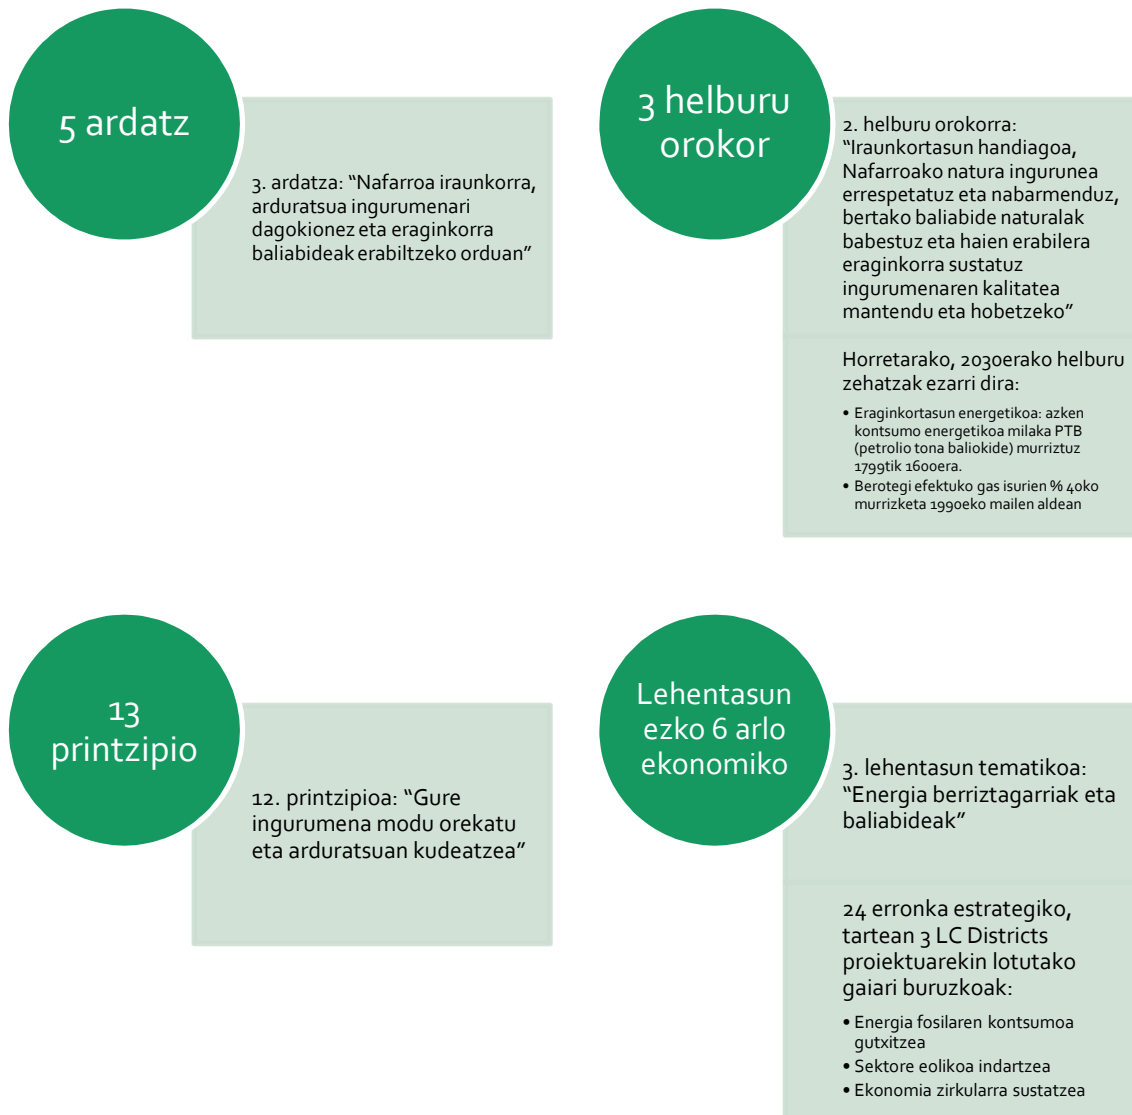 5 ardatz
3. ardatza: “Nafarroa iraunkorra,
arduratsua ingurumenari
dagokionez eta eraginkorra
baliabideak erabiltzeko orduan”
3 helburu
orokor
2. helburu orokorra:
“Iraunkortasun handiagoa,
Nafarroako natura ingurunea
errespetatuz eta nabarmenduz,
bertako baliabide naturalak
babestuz eta haien erabilera
eraginkorra sustatuz
ingurumenaren kalitatea
mantendu eta hobetzeko”
Horretarako, 2030erako helburu
zehatzak ezarri dira:
• Eraginkortasun energetikoa: azken
kontsumo energetikoa milaka PTB
(petrolio tona baliokide) murriztuz
1799tik 1600era.
• Berotegi efektuko gas isurien % 40ko
murrizketa 1990eko mailen aldean
13
printzipio
12. printzipioa: “Gure
ingurumena modu orekatu
eta arduratsuan kudeatzea”
Lehentasun
ezko 6 arlo
ekonomiko
3. lehentasun tematikoa:
“Energia berriztagarriak eta
baliabideak”
24 erronka estrategiko,
tartean 3 LC Districts
proiektuarekin lotutako
gaiari buruzkoak:
• Energia fosilaren kontsumoa
gutxitzea
• Sektore eolikoa indartzea
• Ekonomia zirkularra sustatzea